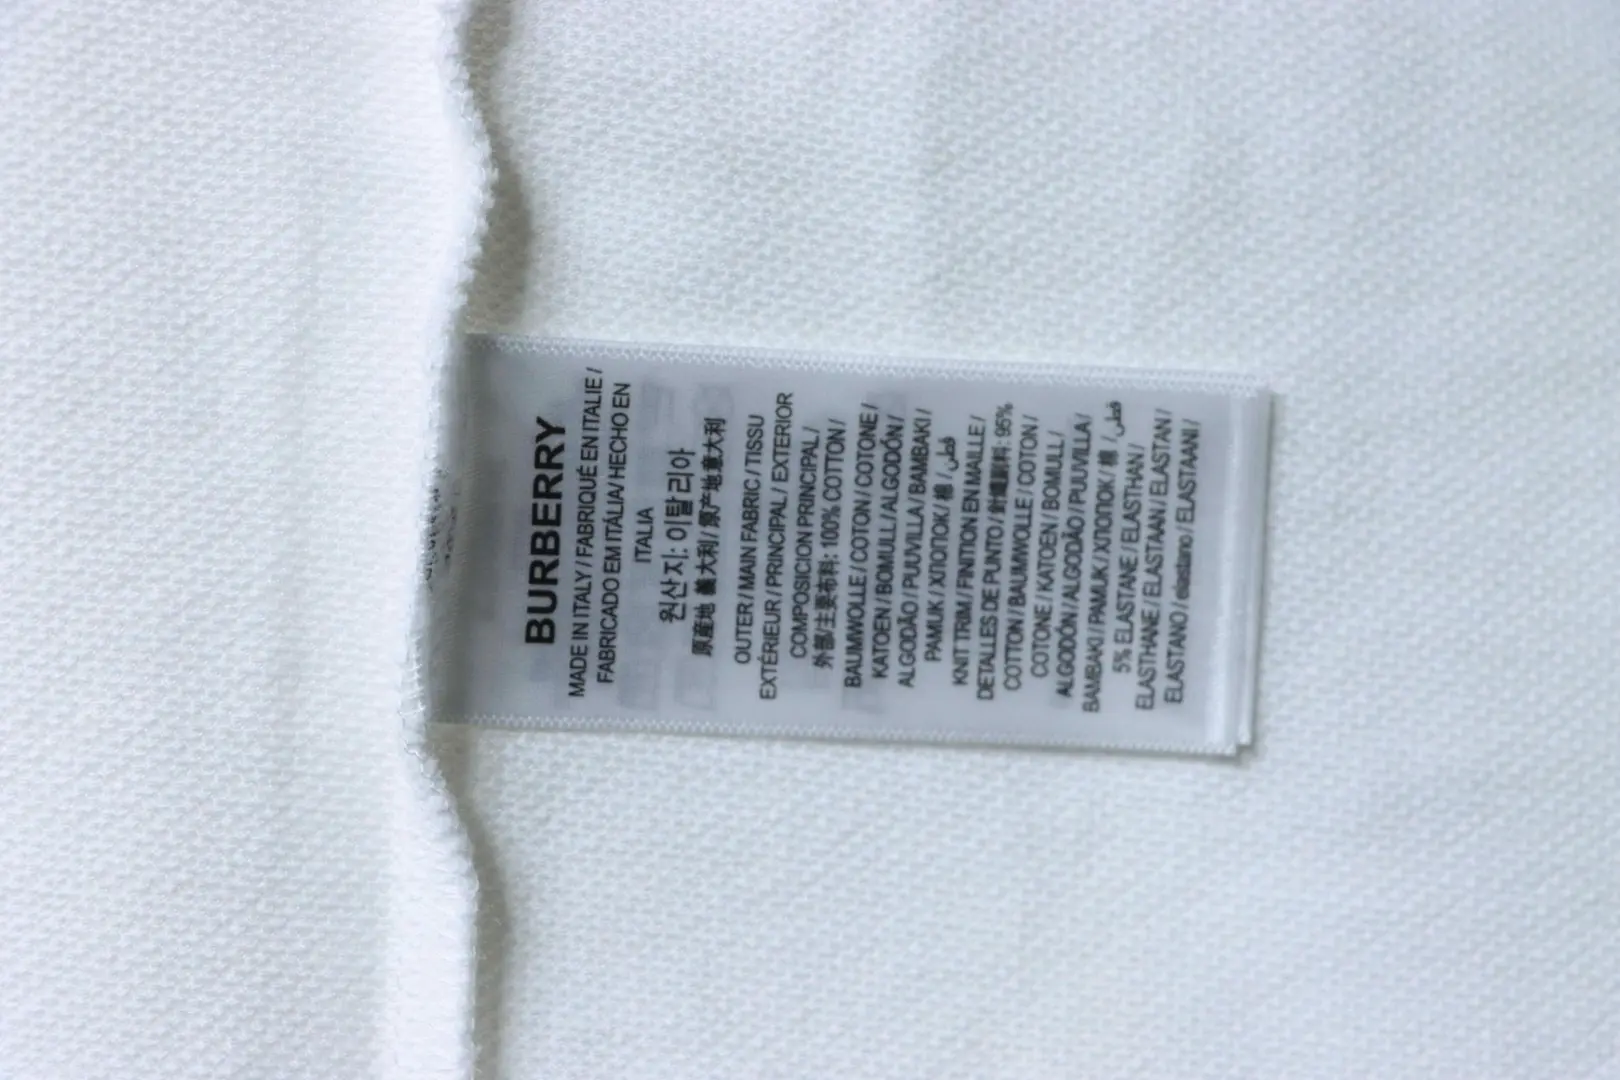 BURBERRY
MADE IN ITALY / FABRIQUÉ EN ITALIE /
FABRICADO EM ITÁLIA/ HECHO EN
ITALIA
원산지: 이탈리아
原産地 義大利/ 原产地意大利
OUTER / MAIN FABRIC / TISSU
EXTÉRIEUR / PRINCIPAL / EXTERIOR
COMPOSICION PRINCIPAL /
外部/主要布料: 100% COTTON /
BAUMWOLLE / COTON / COTONE /
KATOEN / BOMULL / ALGODÓN /
ALGODÃO / PUUVILLA / BAMBAKI /
PAMUK / ХЛОПОК / 棉 / قطن
KNIT TRIM / FINITION EN MAILLE /
DETALLES DE PUNTO / 針織副料: 95%
COTTON / BAUMWOLLE / COTON /
COTONE / KATOEN / BOMULL /
ALGODÓN / ALGODÃO / PUUVILLA /
BAMBAKI / PAMUK / ХЛОПОК / 棉 / قطن
5% ELASTANE / ELASTHAN /
ELASTHANE / ELASTAAN / ELASTAN /
ELASTANO / elastano / ELASTAANI /